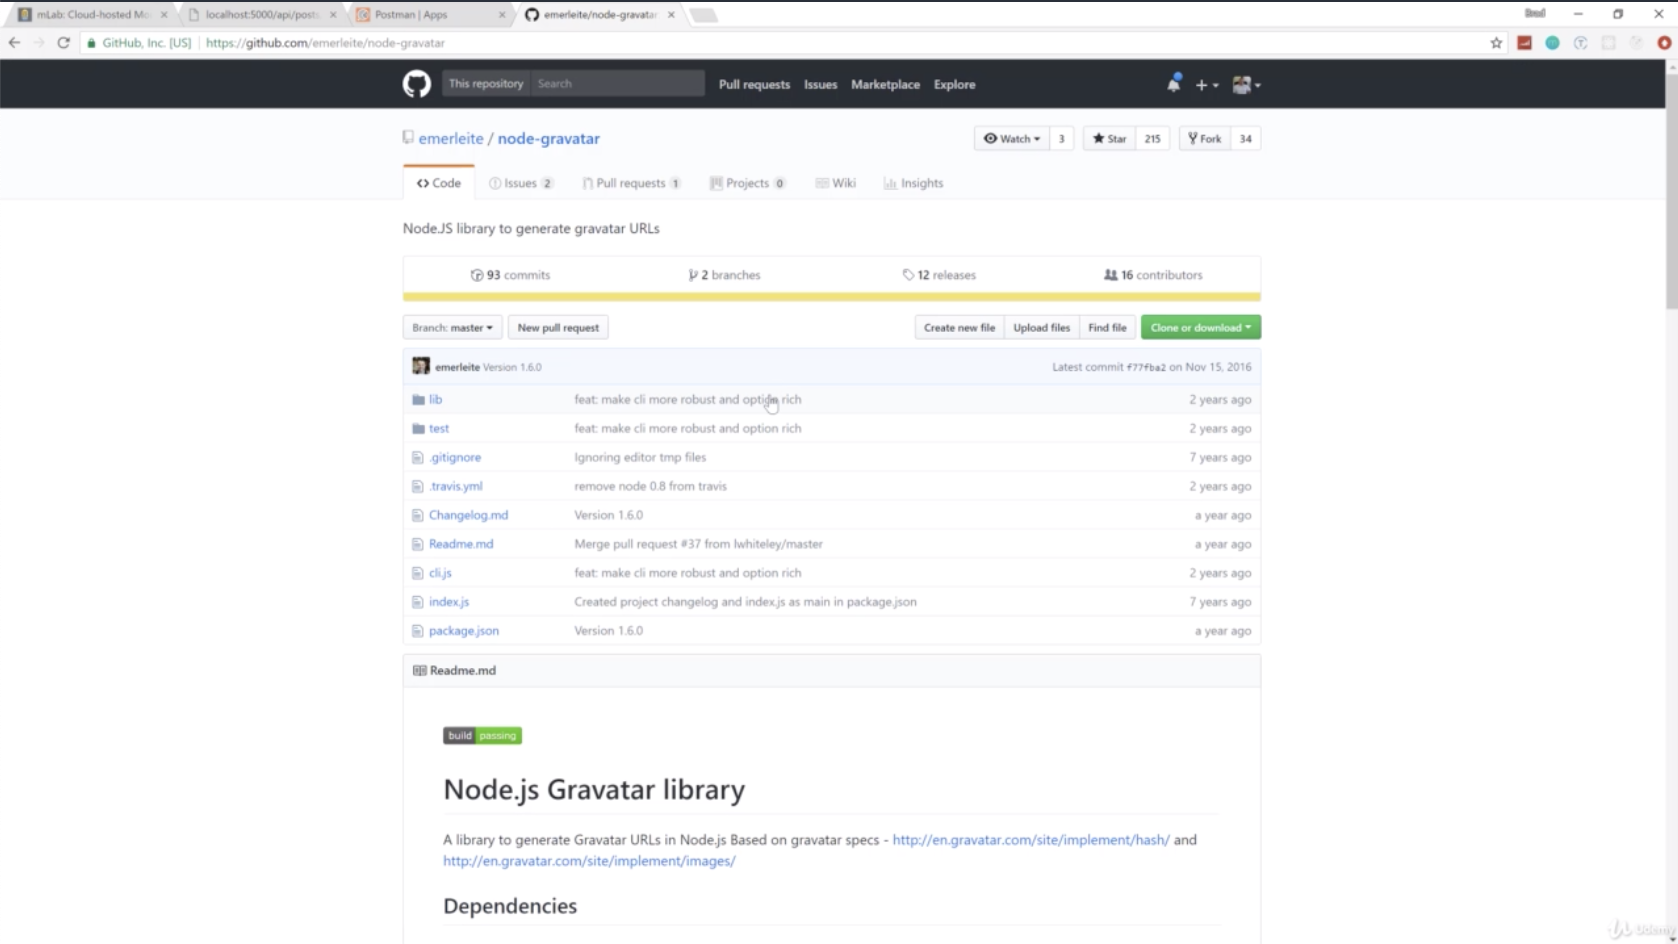 mLab: Cloud-hosted Mo
localhost:5000/api/posts
Postman | Apps
emerleite/node-gravatar
Brad
GitHub, Inc. [US] https://github.com/emerleite/node-gravatar
This repository Search Pull requests Issues Marketplace Explore
emerleite / node-gravatar
Watch 3 Star 215 Fork 34
Code Issues 2 Pull requests 1 Projects 0 Wiki Insights
Node.JS library to generate gravatar URLs
93 commits 2 branches 12 releases 16 contributors
Branch: master New pull request Create new file Upload files Find file Clone or download
emerleite Version 1.6.0 Latest commit f77fba2 on Nov 15, 2016
lib feat: make cli more robust and option rich 2 years ago
test feat: make cli more robust and option rich 2 years ago
.gitignore Ignoring editor tmp files 7 years ago
.travis.yml remove node 0.8 from travis 2 years ago
Changelog.md Version 1.6.0 a year ago
Readme.md Merge pull request #37 from lwhiteley/master a year ago
cli.js feat: make cli more robust and option rich 2 years ago
index.js Created project changelog and index.js as main in package.json 7 years ago
package.json Version 1.6.0 a year ago
Readme.md
build passing
Node.js Gravatar library
A library to generate Gravatar URLs in Node.js Based on gravatar specs - http://en.gravatar.com/site/implement/hash/ and
http://en.gravatar.com/site/implement/images/
Dependencies
Udemy